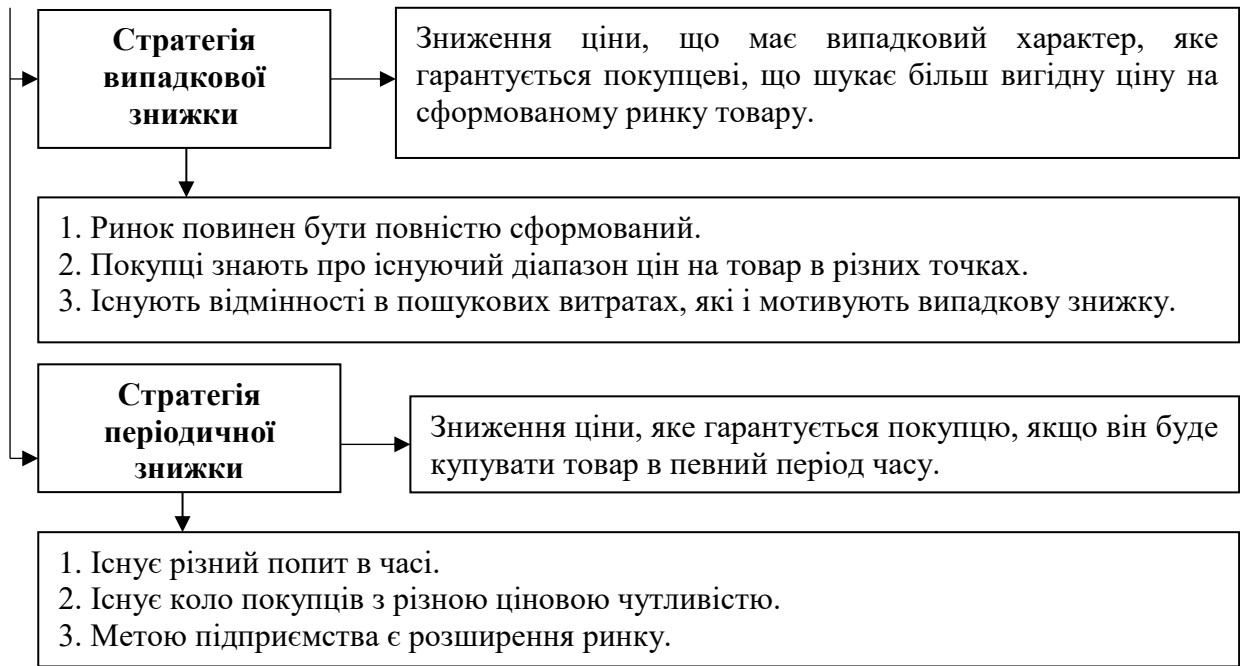 Стратегія
випадкової
знижки
Зниження ціни, що має випадковий характер, яке
гарантується покупцеві, що шукає більш вигідну ціну на
сформованому ринку товару.
1. Ринок повинен бути повністю сформований.
2. Покупці знають про існуючий діапазон цін на товар в різних точках.
3. Існують відмінності в пошукових витратах, які і мотивують випадкову знижку.
Стратегія
періодичної
знижки
Зниження ціни, яке гарантується покупцю, якщо він буде
купувати товар в певний період часу.
1. Існує різний попит в часі.
2. Існує коло покупців з різною ціновою чутливістю.
3. Метою підприємства є розширення ринку.